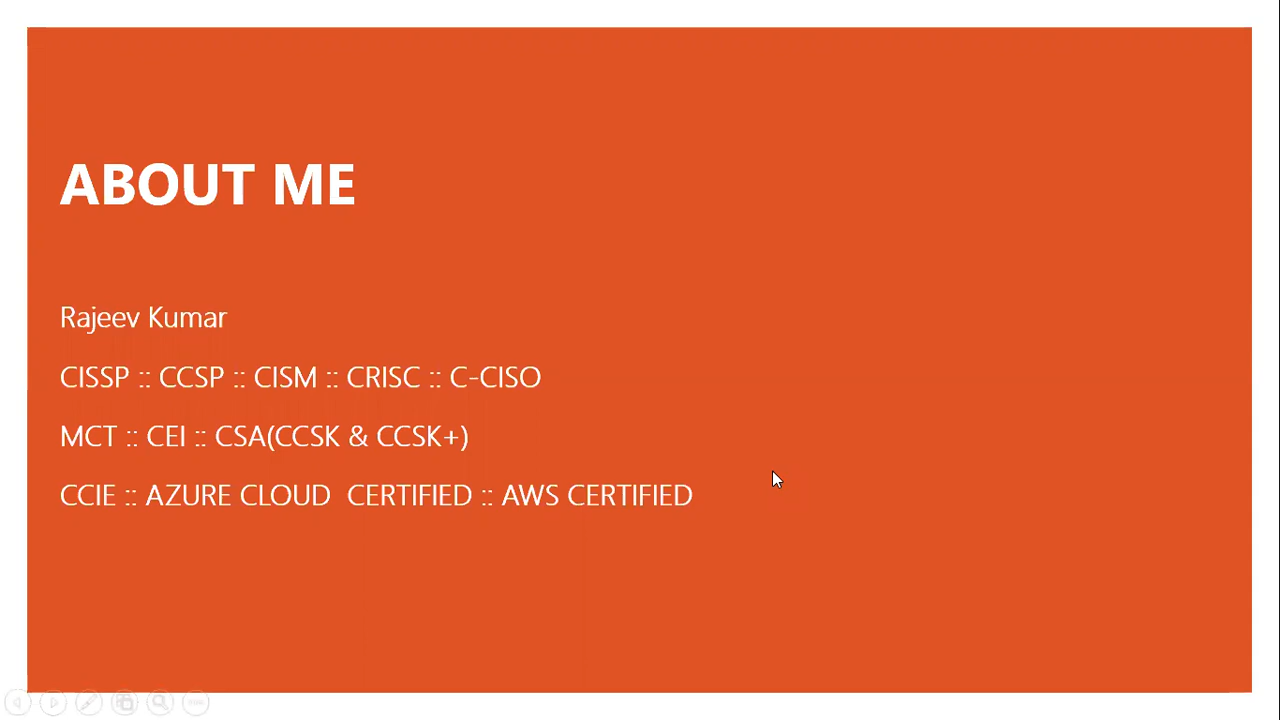 ABOUT ME
Rajeev Kumar
CISSP :: CCSP :: CISM :: CRISC :: C-CISO
MCT :: CEI :: CSA(CCSK & CCSK+)
CCIE :: AZURE CLOUD  CERTIFIED :: AWS CERTIFIED